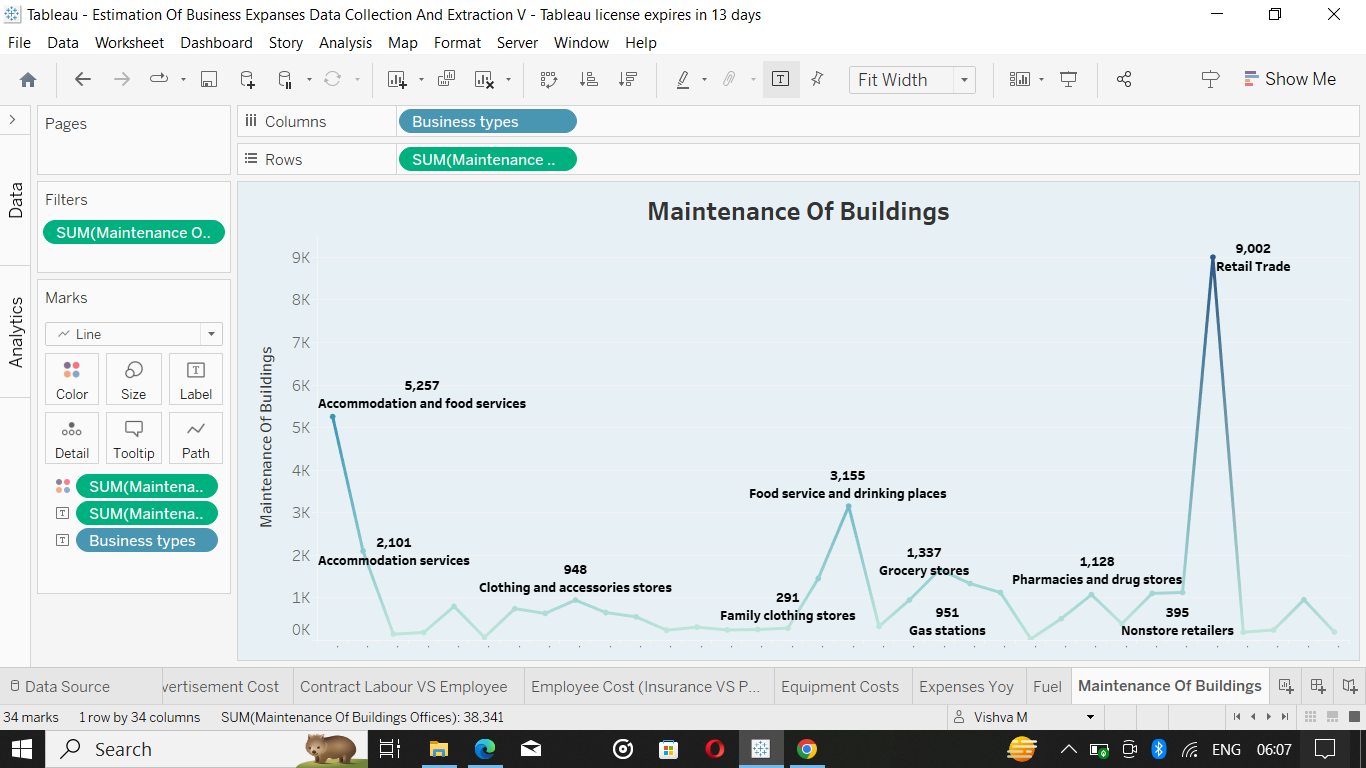 Tableau - Estimation Of Business Expanses Data Collection And Extraction V - Tableau license expires in 13 days
File Data Worksheet Dashboard Story Analysis Map Format Server Window Help
Fit Width
Show Me
Data
Analytics
Pages
Filters
SUM(Maintenance O..
Marks
Line
Color Size Label
Detail Tooltip Path
SUM(Maintena..
SUM(Maintena..
Business types
Columns Business types
Rows SUM(Maintenance ..
Maintenance Of Buildings
Maintenance Of Buildings
9K
8K
7K
6K
5K
4K
3K
2K
1K
0K
5,257
Accommodation and food services
2,101
Accommodation services
948
Clothing and accessories stores
291
Family clothing stores
3,155
Food service and drinking places
1,337
Grocery stores
951
Gas stations
1,128
Pharmacies and drug stores
395
Nonstore retailers
9,002
Retail Trade
Data Source vertisement Cost Contract Labour VS Employee Employee Cost (Insurance VS P... Equipment Costs Expenses Yoy Fuel Maintenance Of Buildings
34 marks 1 row by 34 columns SUM(Maintenance Of Buildings Offices): 38,341 Vishva M
Search ENG 06:07